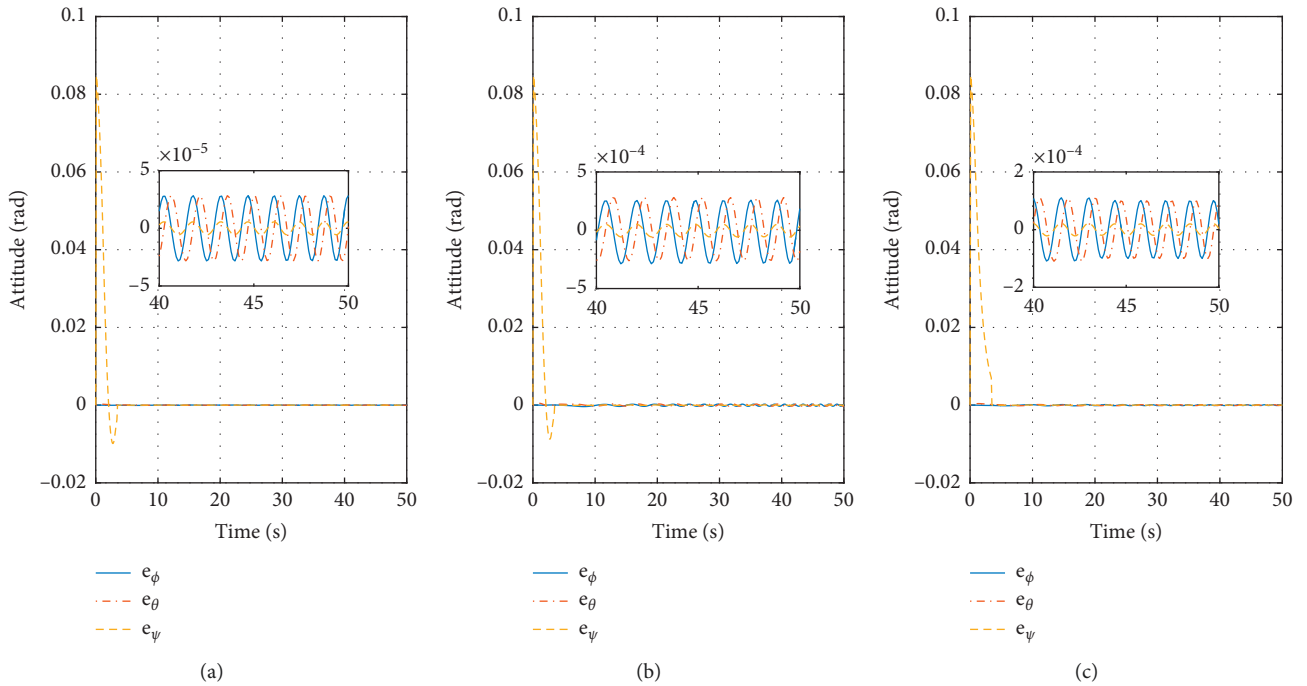 0.1
0.08
0.06
0.04
0.02
0
–0.02
Attitude (rad)
×10–5
5
0
–5
40 45 50
0 10 20 30 40 50
Time (s)
eϕ
eθ
eψ
(a)
0.1
0.08
0.06
0.04
0.02
0
–0.02
Attitude (rad)
×10–4
5
0
–5
40 45 50
0 10 20 30 40 50
Time (s)
eϕ
eθ
eψ
(b)
0.1
0.08
0.06
0.04
0.02
0
–0.02
Attitude (rad)
×10–4
2
0
–2
40 45 50
0 10 20 30 40 50
Time (s)
eϕ
eθ
eψ
(c)